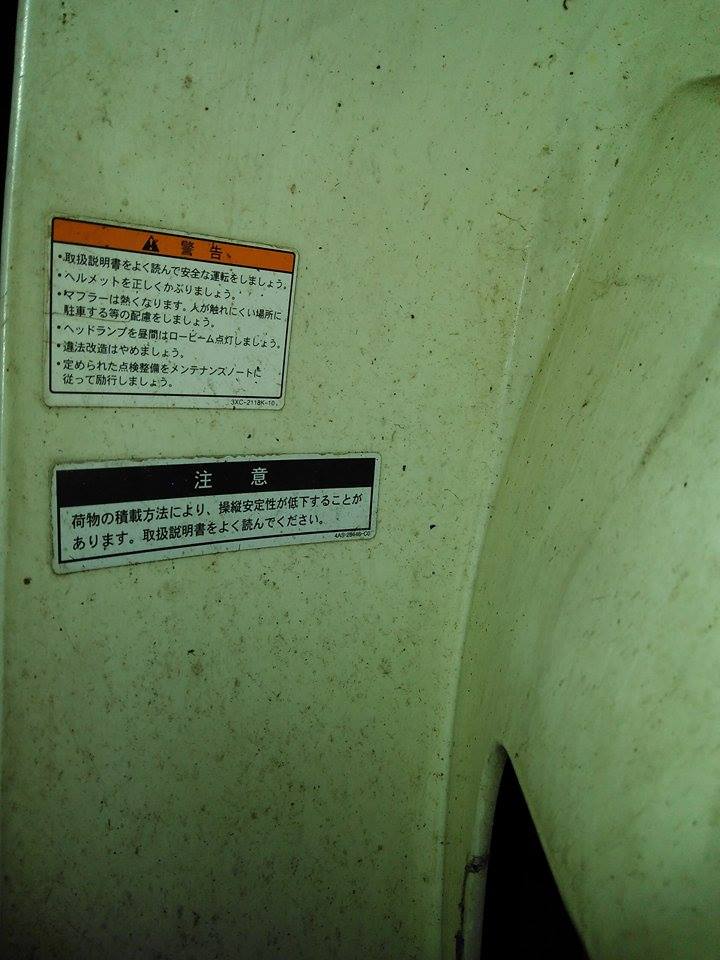 警告
・取扱説明書をよく読んで安全な運転をしましょう。
・ヘルメットを正しくかぶりましょう。
・マフラーは熱くなります。人が触れにくい場所に
駐車する等の配慮をしましょう。
・ヘッドランプを昼間はロービーム点灯しましょう。
・違法改造はやめましょう。
・定められた点検整備をメンテナンスノートに
従って励行しましょう。
3XC-2118K-10.
注意
荷物の積載方法により、操縦安定性が低下することが
あります。取扱説明書をよく読んでください。